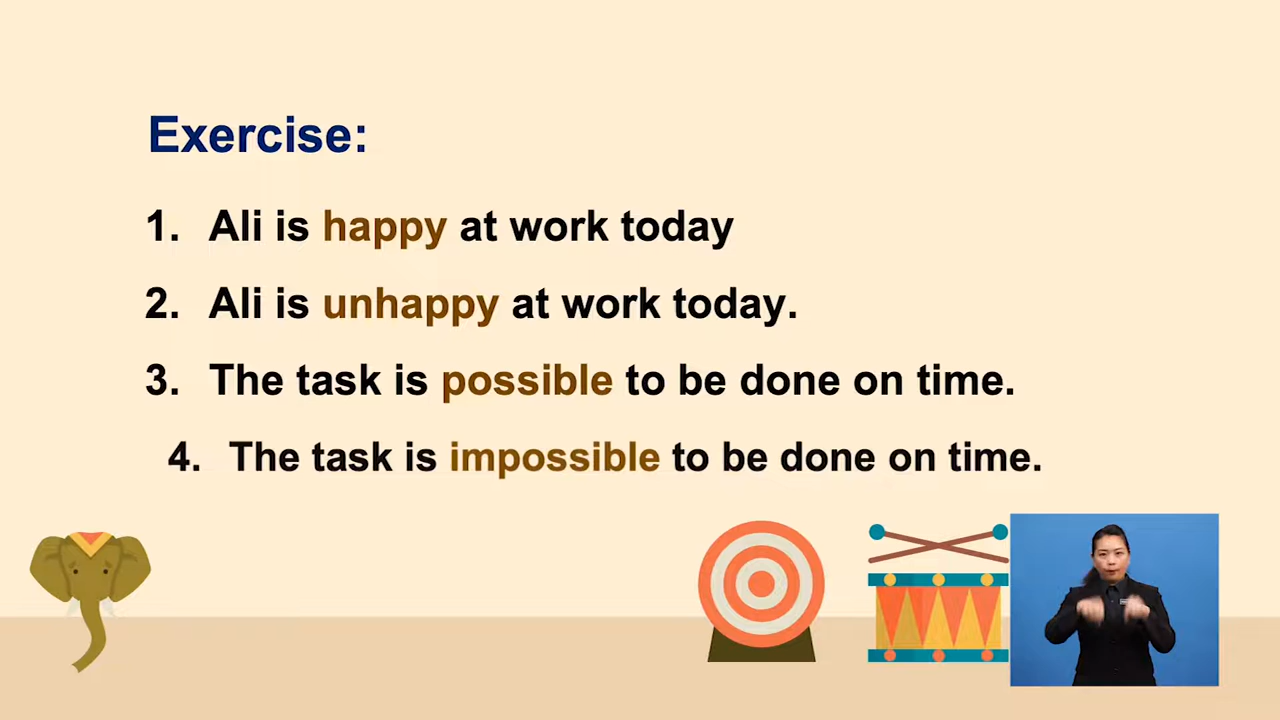 Exercise:
1. Ali is happy at work today
2. Ali is unhappy at work today.
3. The task is possible to be done on time.
4. The task is impossible to be done on time.